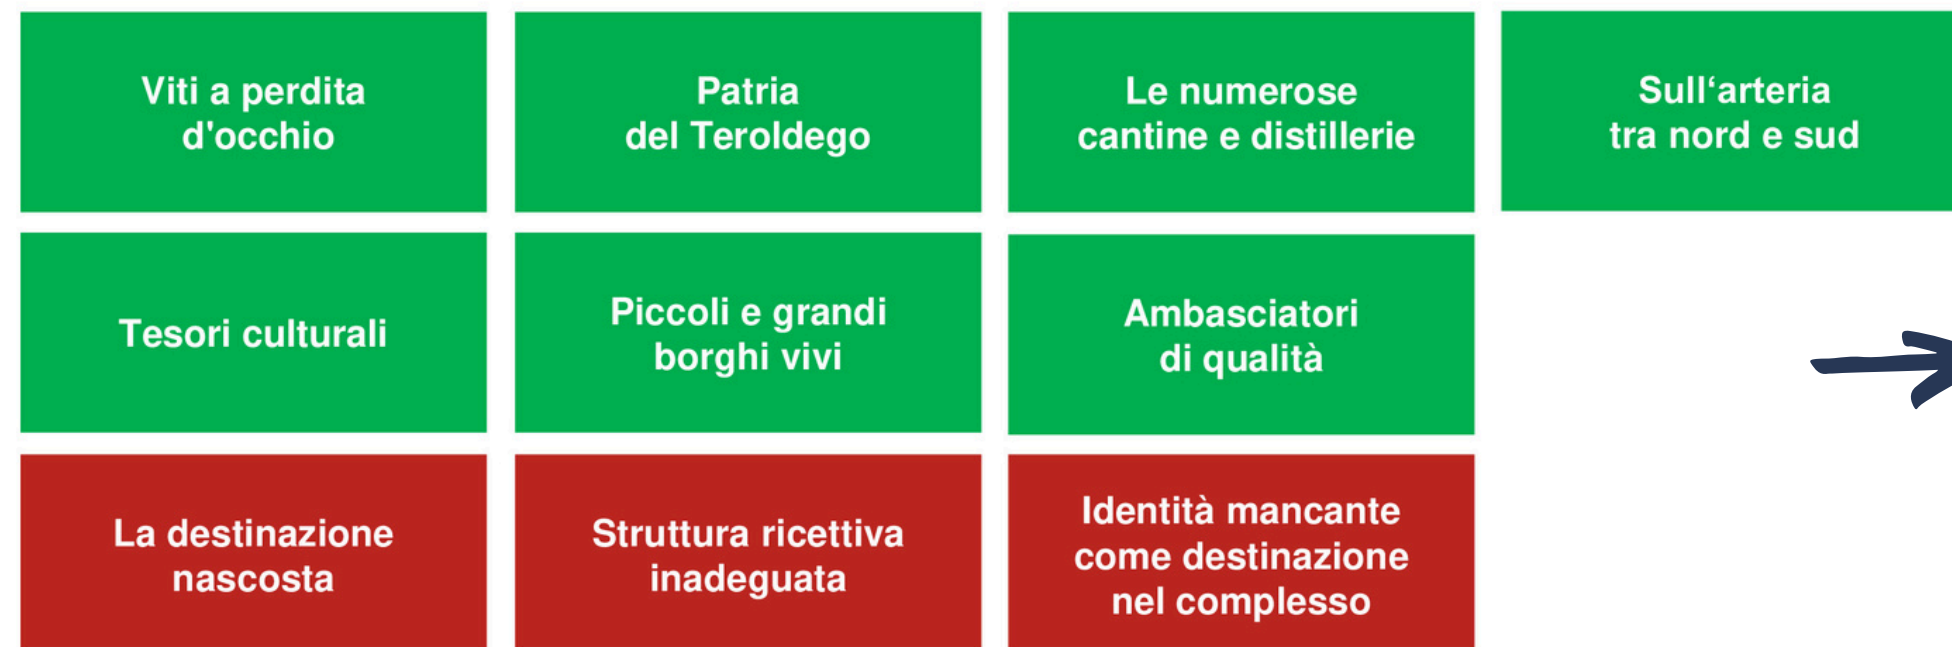 Viti a perdita
d'occhio
Patria
del Teroldego
Le numerose
cantine e distillerie
Sull‘arteria
tra nord e sud
Tesori culturali
Piccoli e grandi
borghi vivi
Ambasciatori
di qualità
La destinazione
nascosta
Struttura ricettiva
inadeguata
Identità mancante
come destinazione
nel complesso